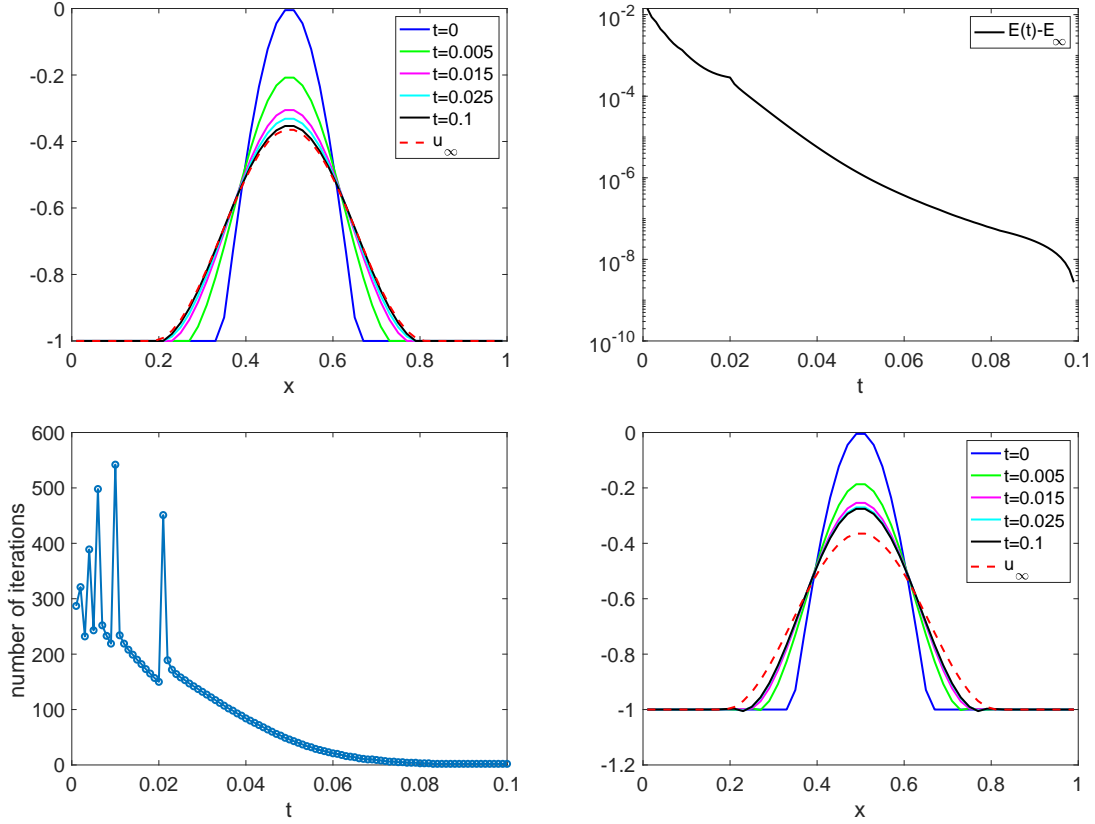 0
-0.2
-0.4
-0.6
-0.8
-1
0 0.2 0.4 0.6 0.8 1
x
t=0
t=0.005
t=0.015
t=0.025
t=0.1
u∞
10-2
10-4
10-6
10-8
10-10
0 0.02 0.04 0.06 0.08 0.1
t
E(t)-E∞
number of iterations
600
500
400
300
200
100
0
0 0.02 0.04 0.06 0.08 0.1
t
0
-0.2
-0.4
-0.6
-0.8
-1
-1.2
0 0.2 0.4 0.6 0.8 1
x
t=0
t=0.005
t=0.015
t=0.025
t=0.1
u∞